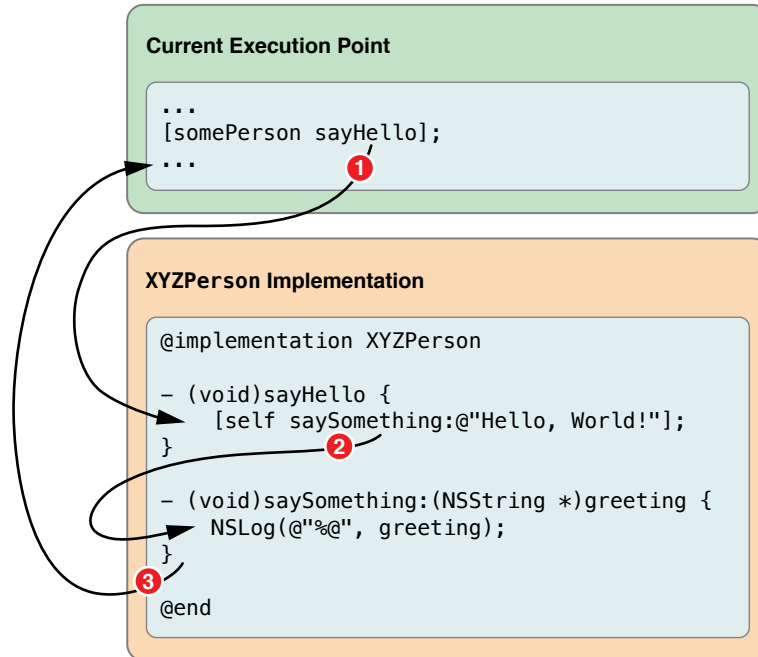 Current Execution Point
...
[somePerson sayHello];
...
1
XYZPerson Implementation
@implementation XYZPerson
– (void)sayHello {
[self saySomething:@"Hello, World!"];
}
2
– (void)saySomething:(NSString *)greeting {
NSLog(@"%@", greeting);
}
3
@end